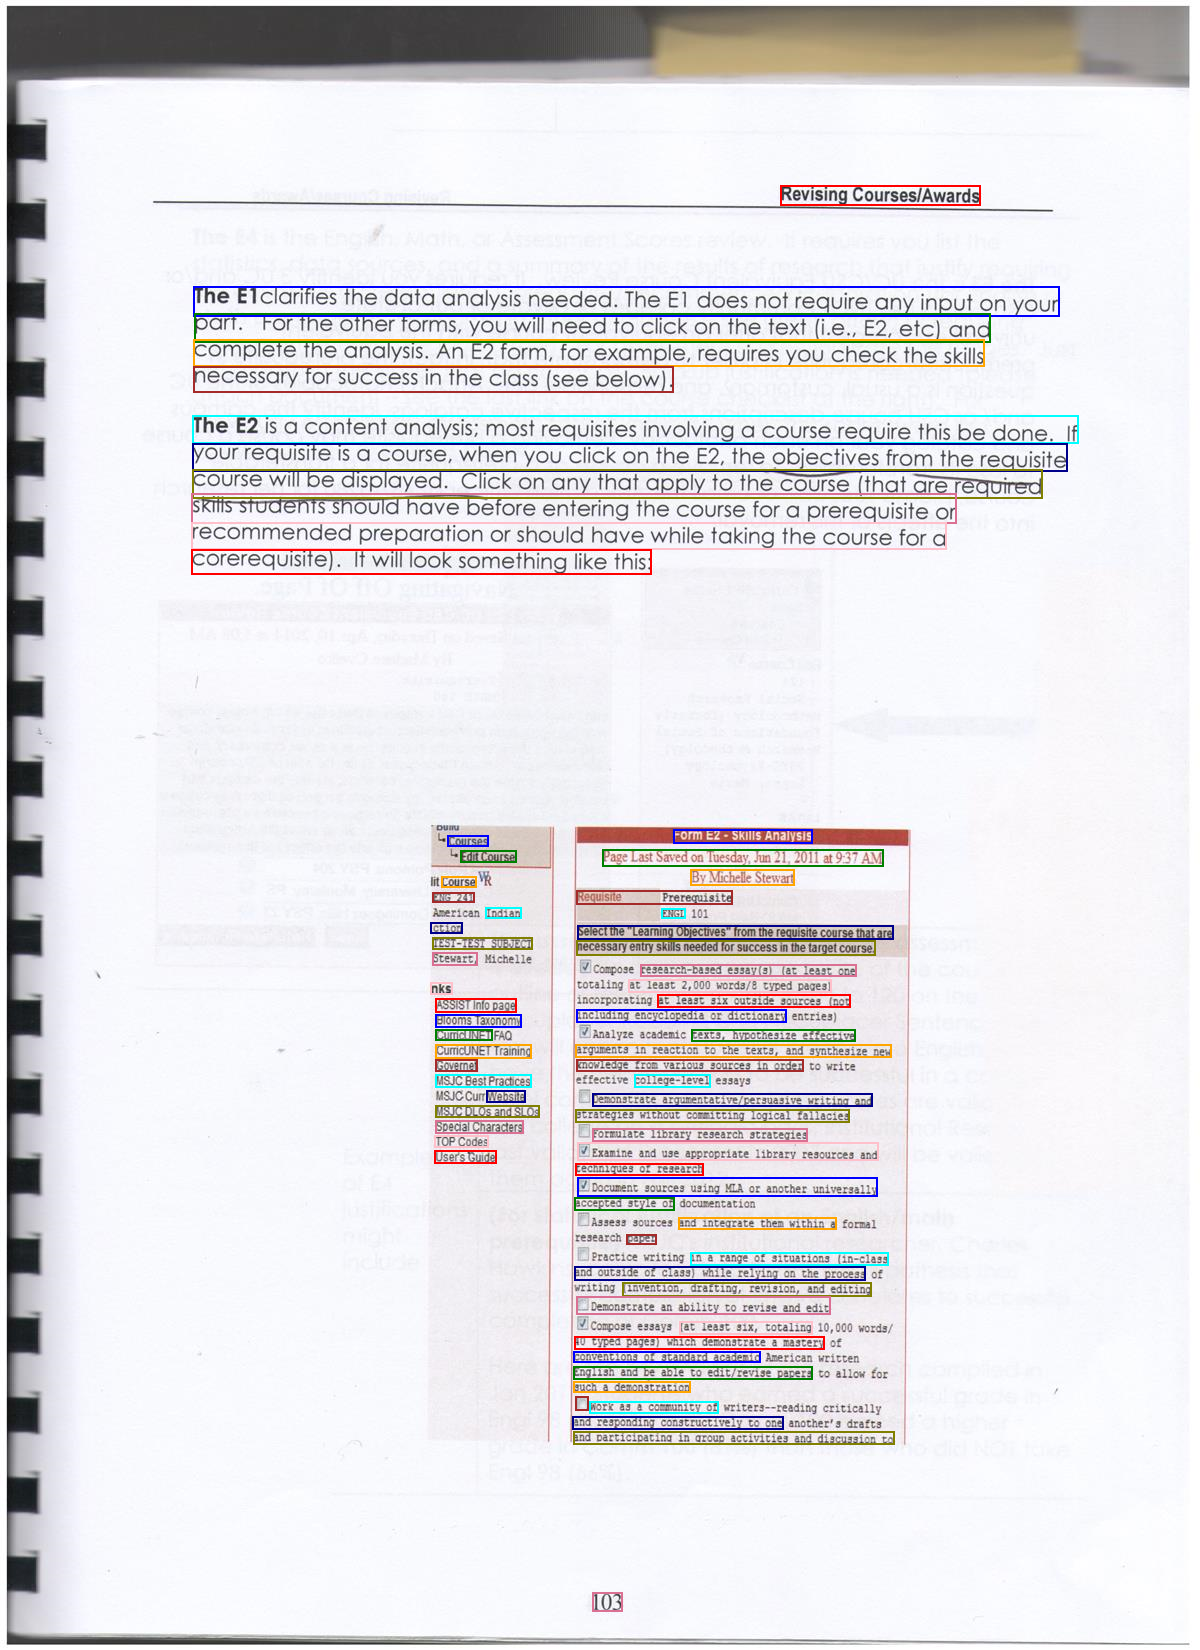 Revising Courses/Awards
The E1 clarifies the data analysis needed. The E1 does not require any input on your
part. For the other forms, you will need to click on the text (i.e., E2, etc) and
complete the analysis. An E2 form, for example, requires you check the skills
necessary for success in the class (see below).
The E2 is a content analysis; most requisites involving a course require this be done. If
your requisite is a course, when you click on the E2, the objectives from the requisite
course will be displayed. Click on any that apply to the course (that are required
skills students should have before entering the course for a prerequisite or
recommended preparation or should have while taking the course for a
corerequisite). It will look something like this:
Build
Courses
Edit Course
lit Course
ENG 241
American Indian
ction
TEST-TEST SUBJECT
Stewart, Michelle
nks
ASSIST Info page
Blooms Taxonomy
CurricUNET FAQ
CurricUNET Training
Governet
MSJC Best Practices
MSJC Curr Website
MSJC DLOs and SLOs
Special Characters
TOP Codes
User's Guide
Form E2 - Skills Analysis
Page Last Saved on Tuesday, Jun 21, 2011 at 9:37 AM
By Michelle Stewart
Requisite Prerequisite
ENGL 101
Select the "Learning Objectives" from the requisite course that are
necessary entry skills needed for success in the target course.
Compose research-based essay(s) (at least one
totaling at least 2,000 words/8 typed pages)
incorporating at least six outside sources (not
including encyclopedia or dictionary entries)
Analyze academic texts, hypothesize effective
arguments in reaction to the texts, and synthesize new
knowledge from various sources in order to write
effective college-level essays
Demonstrate argumentative/persuasive writing and
strategies without committing logical fallacies
Formulate library research strategies
Examine and use appropriate library resources and
techniques of research
Document sources using MLA or another universally
accepted style of documentation
Assess sources and integrate them within a formal
research paper
Practice writing in a range of situations (in-class
and outside of class) while relying on the process of
writing (invention, drafting, revision, and editing
Demonstrate an ability to revise and edit
Compose essays (at least six, totaling 10,000 words/
40 typed pages) which demonstrate a mastery of
conventions of standard academic American written
English and be able to edit/revise papers to allow for
such a demonstration
Work as a community of writers--reading critically
and responding constructively to one another's drafts
and participating in group activities and discussion to
103